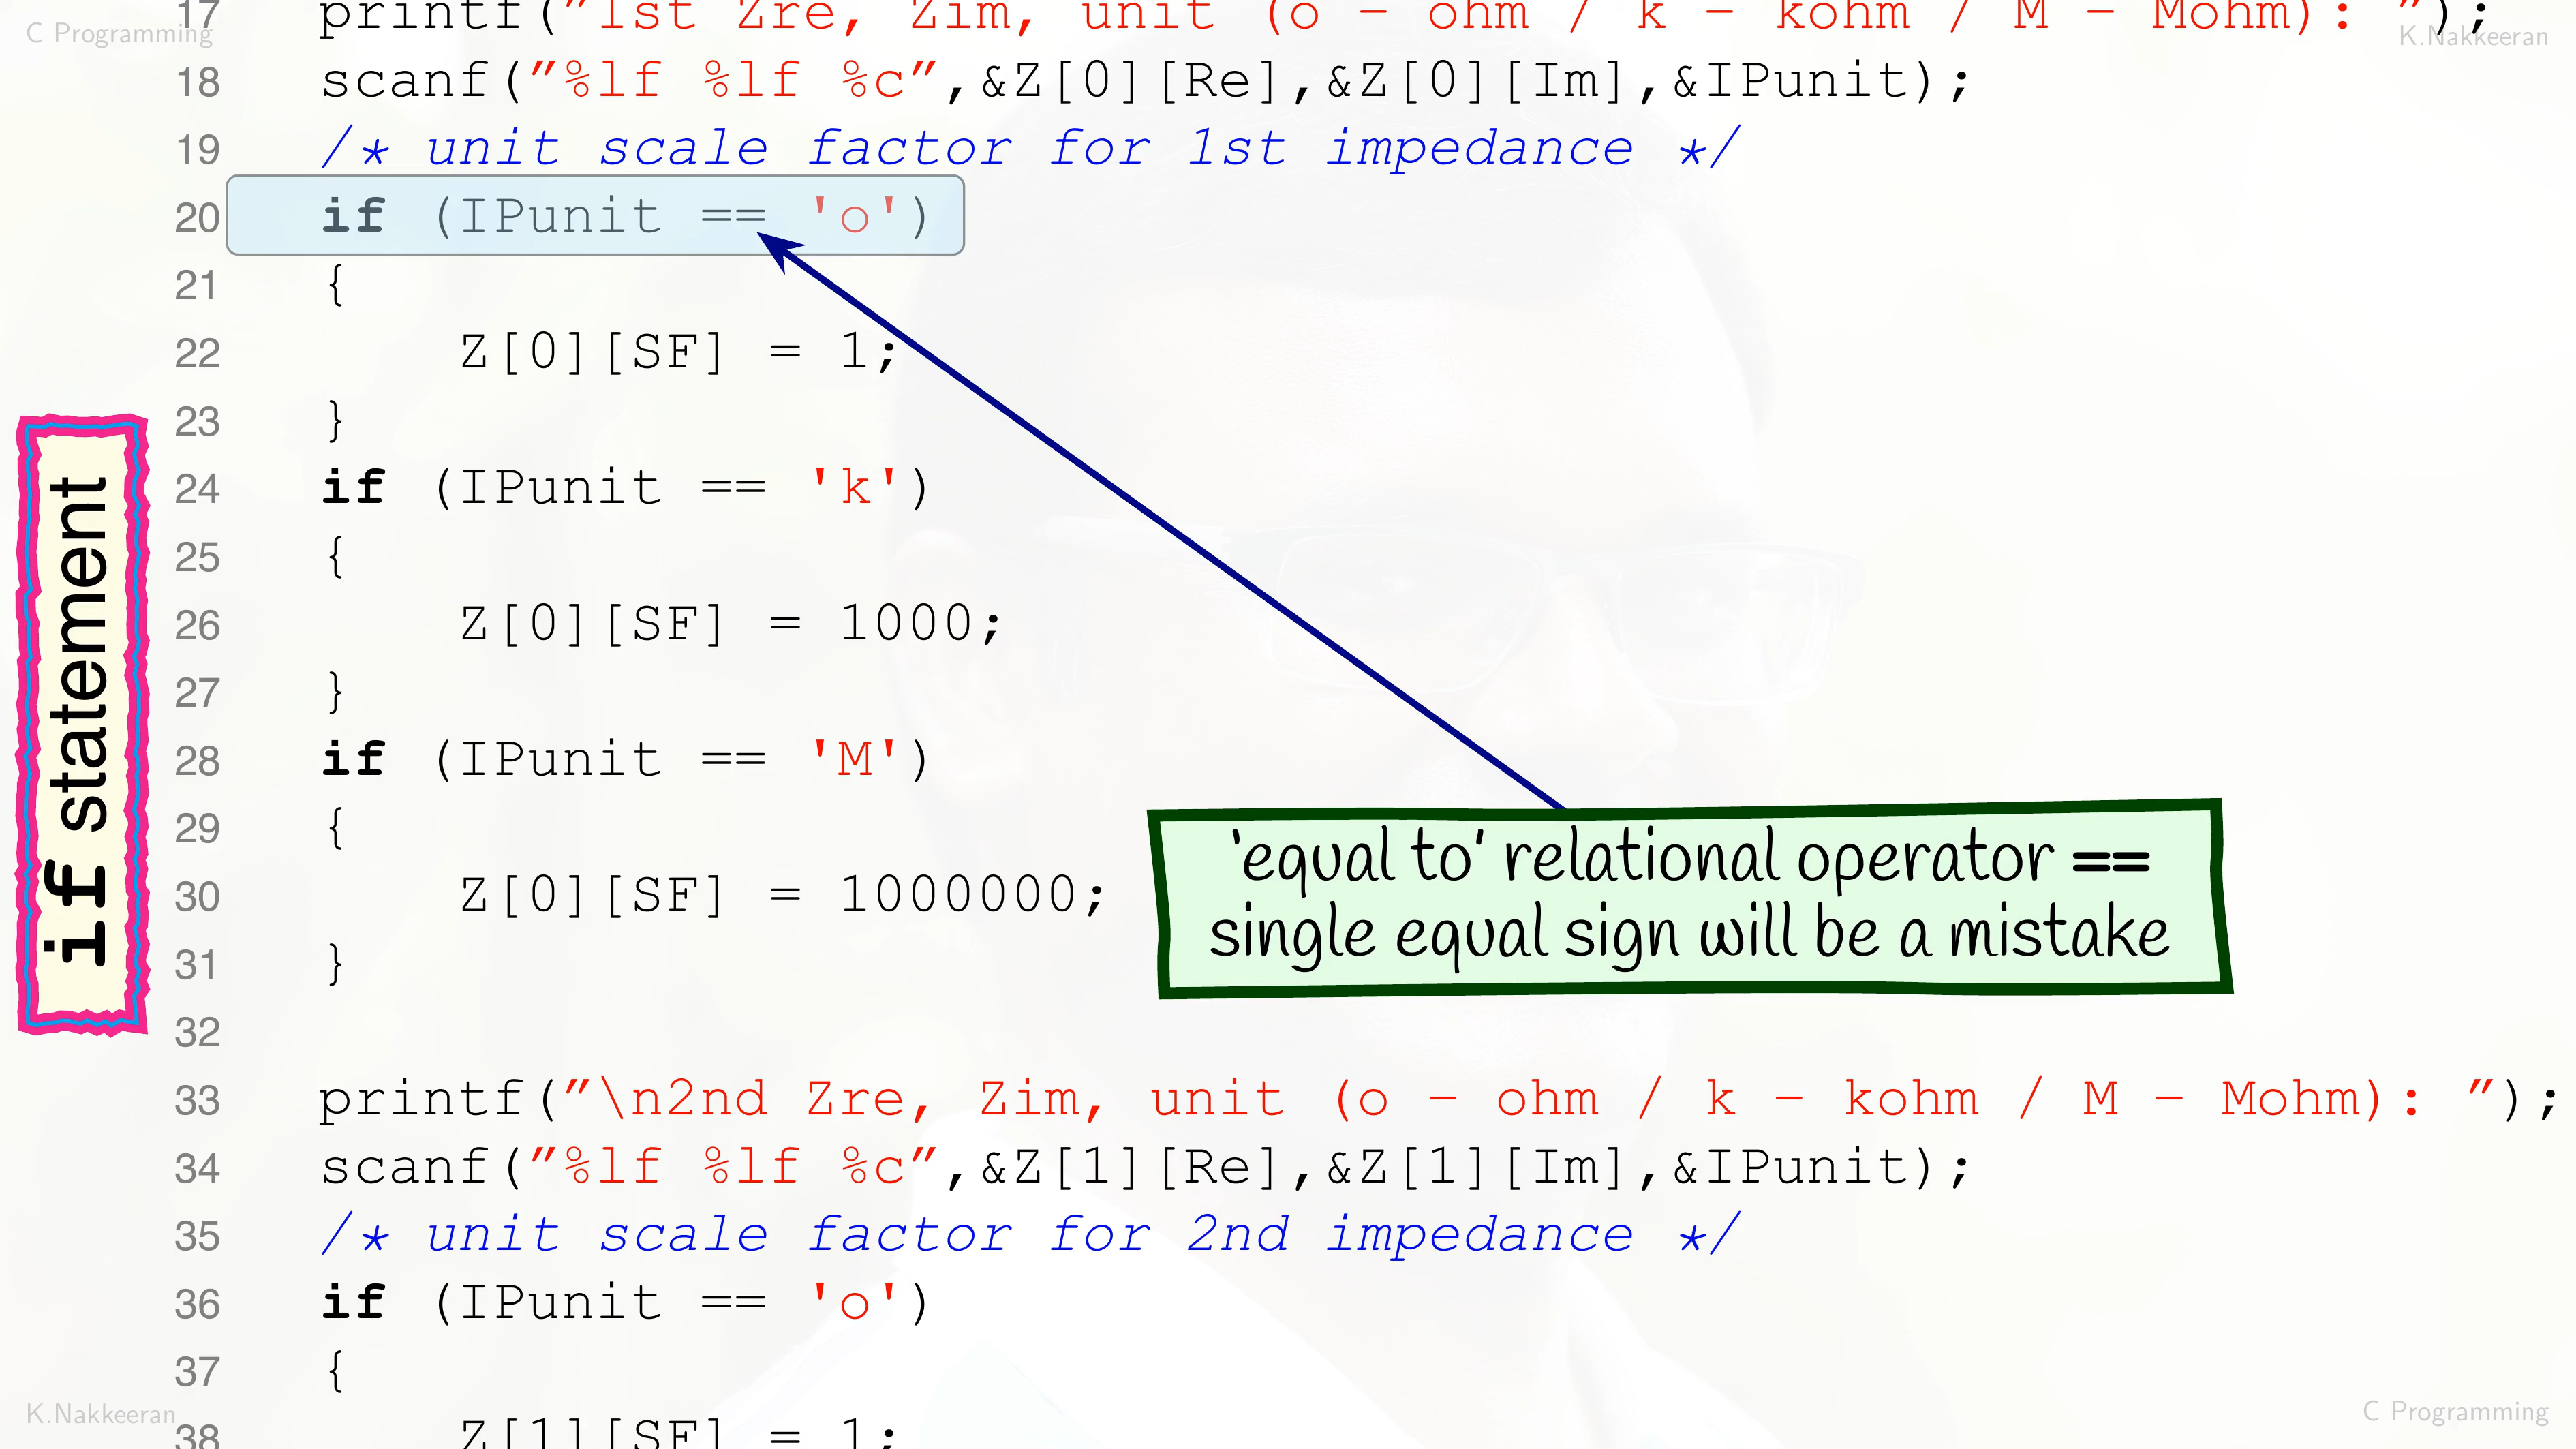 C Programming
K.Nakkeeran
17 printf("1st Zre, Zim, unit (o - ohm / k - kohm / M - Mohm): ");
18 scanf("%lf %lf %c",&Z[0][Re],&Z[0][Im],&IPunit);
19 /* unit scale factor for 1st impedance */
20 if (IPunit == 'o')
21 {
22 Z[0][SF] = 1;
23 }
24 if (IPunit == 'k')
25 {
26 Z[0][SF] = 1000;
27 }
28 if (IPunit == 'M')
29 {
30 Z[0][SF] = 1000000;
31 }
32
33 printf("\n2nd Zre, Zim, unit (o - ohm / k - kohm / M - Mohm): ");
34 scanf("%lf %lf %c",&Z[1][Re],&Z[1][Im],&IPunit);
35 /* unit scale factor for 2nd impedance */
36 if (IPunit == 'o')
37 {
38 Z[1][SF] = 1;
if statement
'equal to' relational operator ==
single equal sign will be a mistake
K.Nakkeeran
C Programming